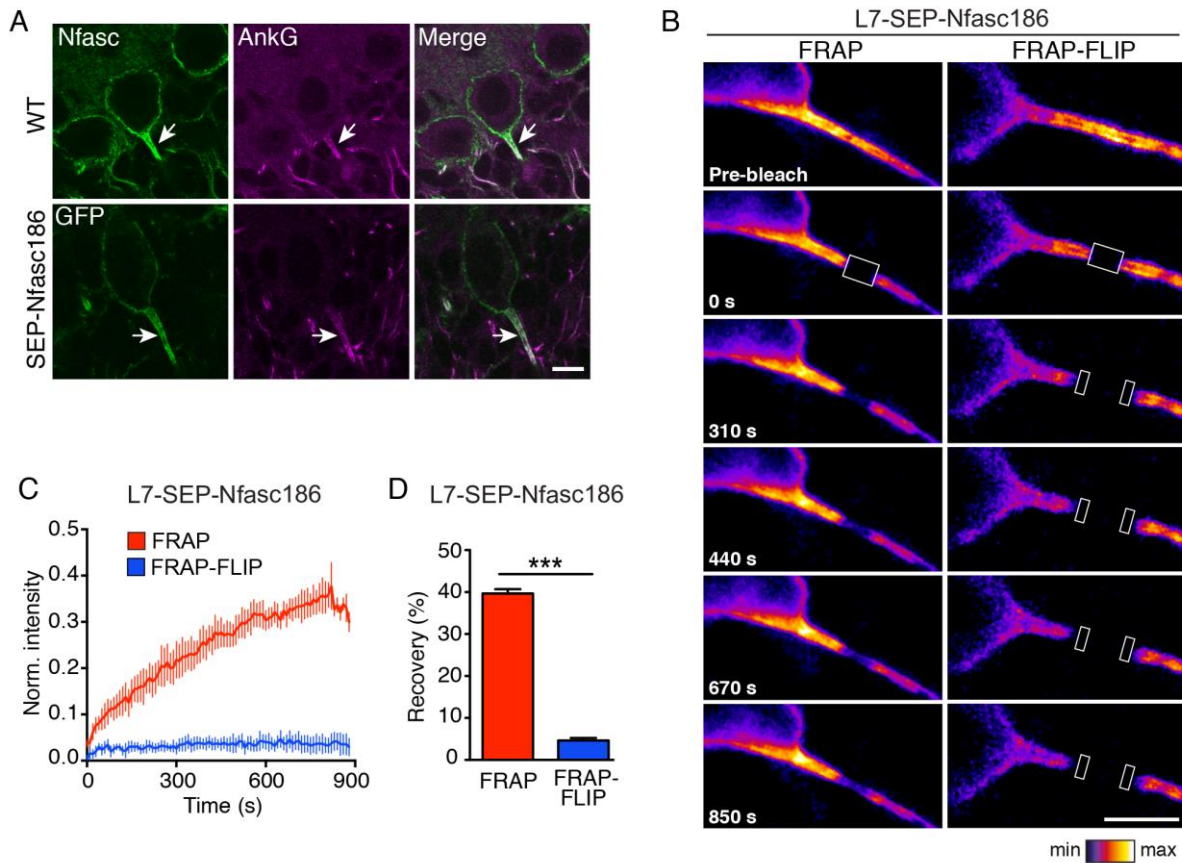 A
Nfasc
AnkG
Merge
WT
GFP
SEP-Nfasc186
B
L7-SEP-Nfasc186
FRAP
FRAP-FLIP
Pre-bleach
0 s
310 s
440 s
670 s
850 s
min
max
C
L7-SEP-Nfasc186
FRAP
FRAP-FLIP
Norm. intensity
0.5
0.4
0.3
0.2
0.1
0.0
0
300
600
900
Time (s)
D
L7-SEP-Nfasc186
***
Recovery (%)
50
40
30
20
10
0
FRAP
FRAP-
FLIP